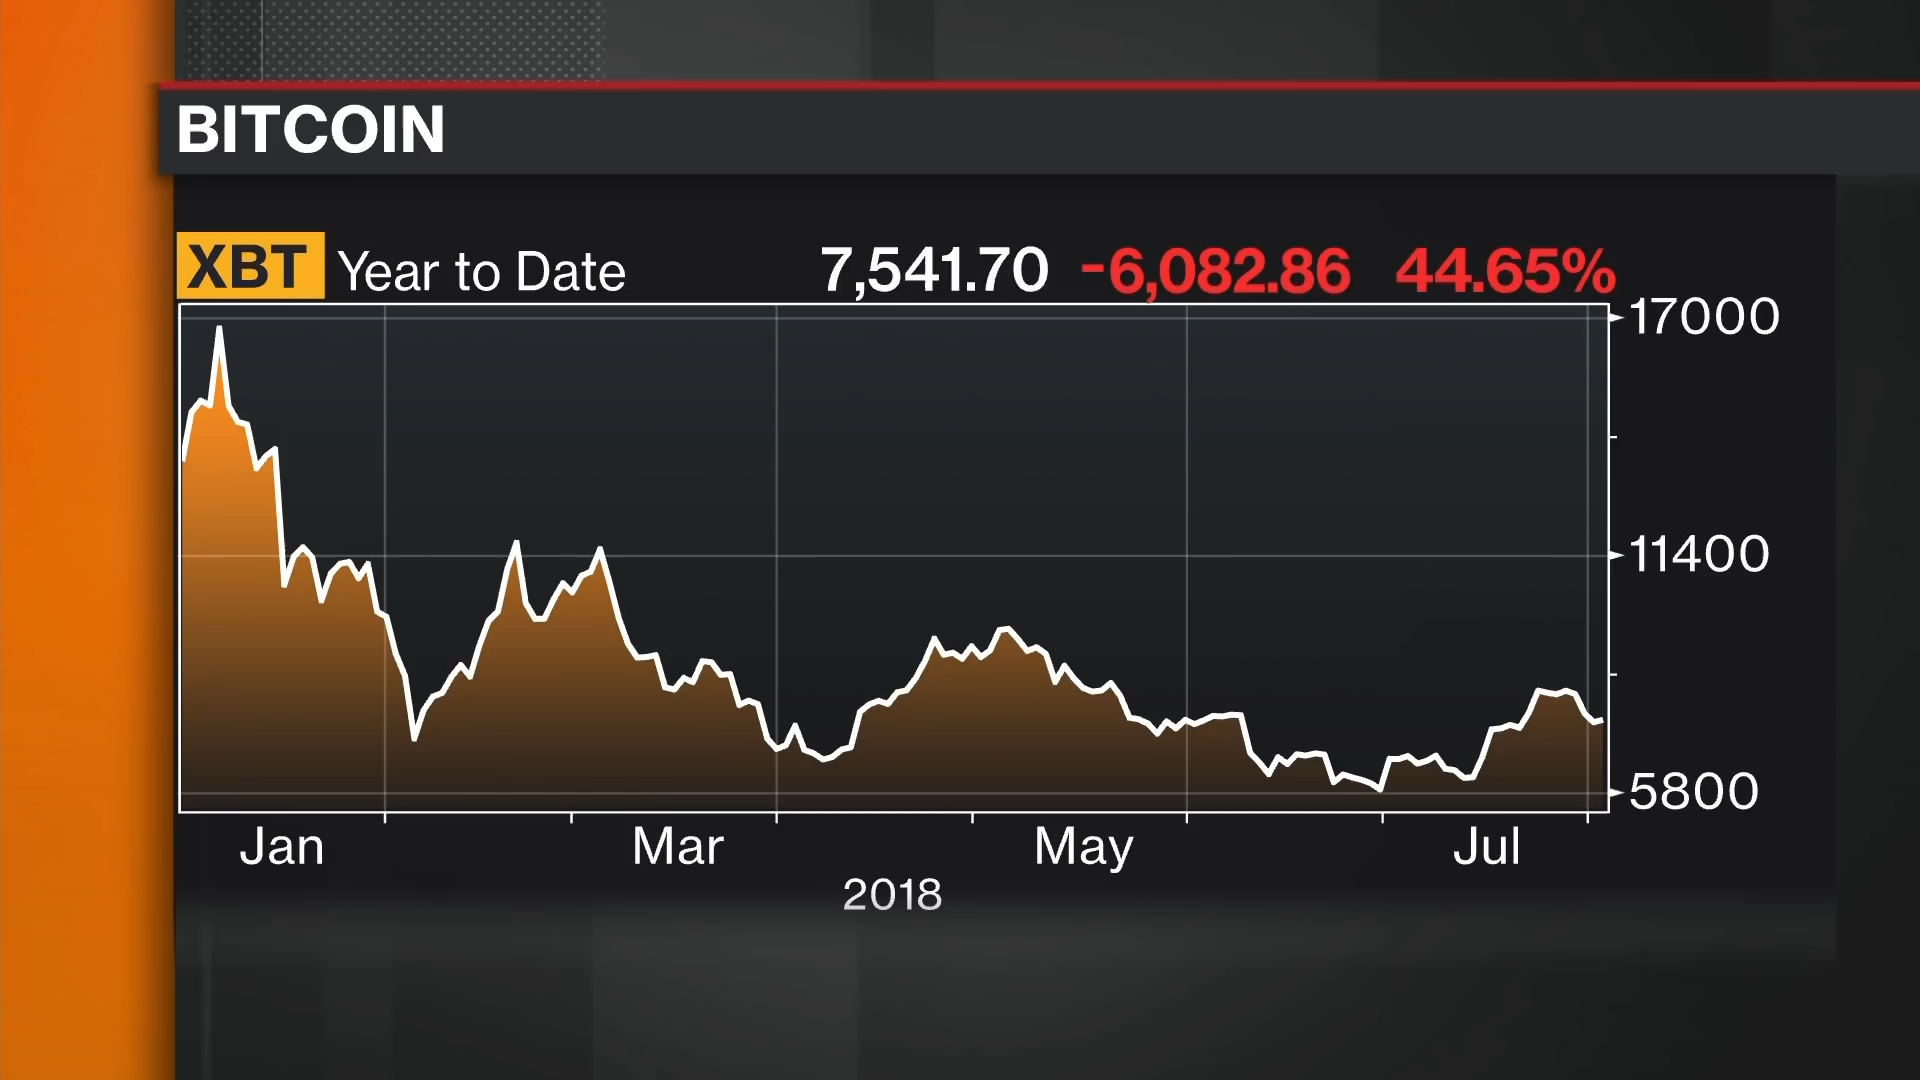 BITCOIN
XBT Year to Date 7,541.70 -6,082.86 44.65%
17000
11400
5800
Jan Mar May Jul
2018